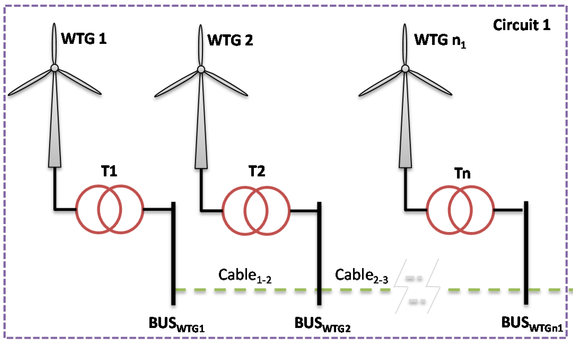 Circuit 1
WTG 1
WTG 2
WTG n1
T1
T2
Tn
Cable1-2
Cable2-3
BUSWTG1
BUSWTG2
BUSWTGn1